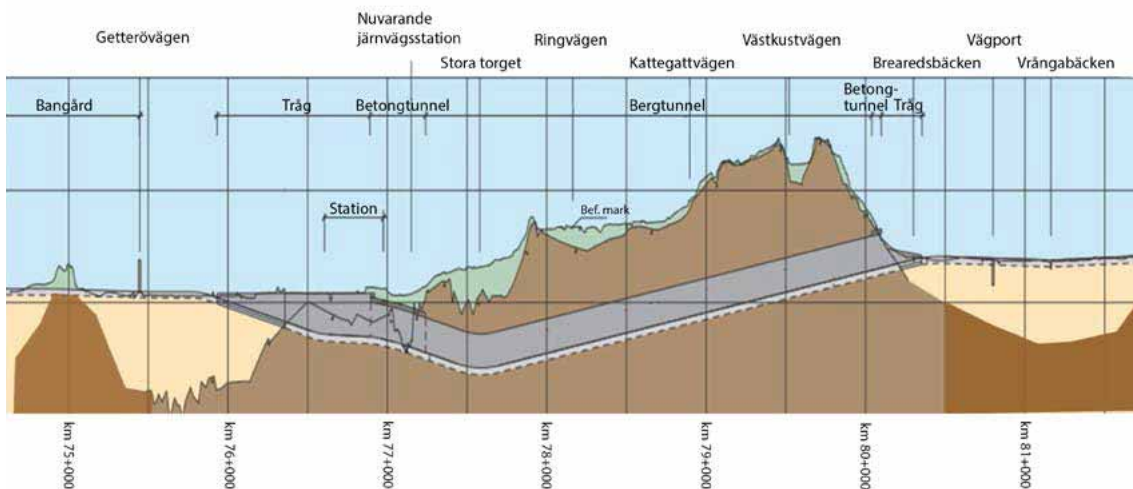 Getterövägen
Nuvarande
järnvägsstation
Ringvägen
Västkustvägen
Vägport
Stora torget
Kattegattvägen
Brearedsbäcken
Vrångabäcken
Bangård
Tråg
Betongtunnel
Bergtunnel
Betong-
tunnel
Tråg
Station
Bef. mark
km 75+000
km 76+000
km 77+000
km 78+000
km 79+000
km 80+000
km 81+000